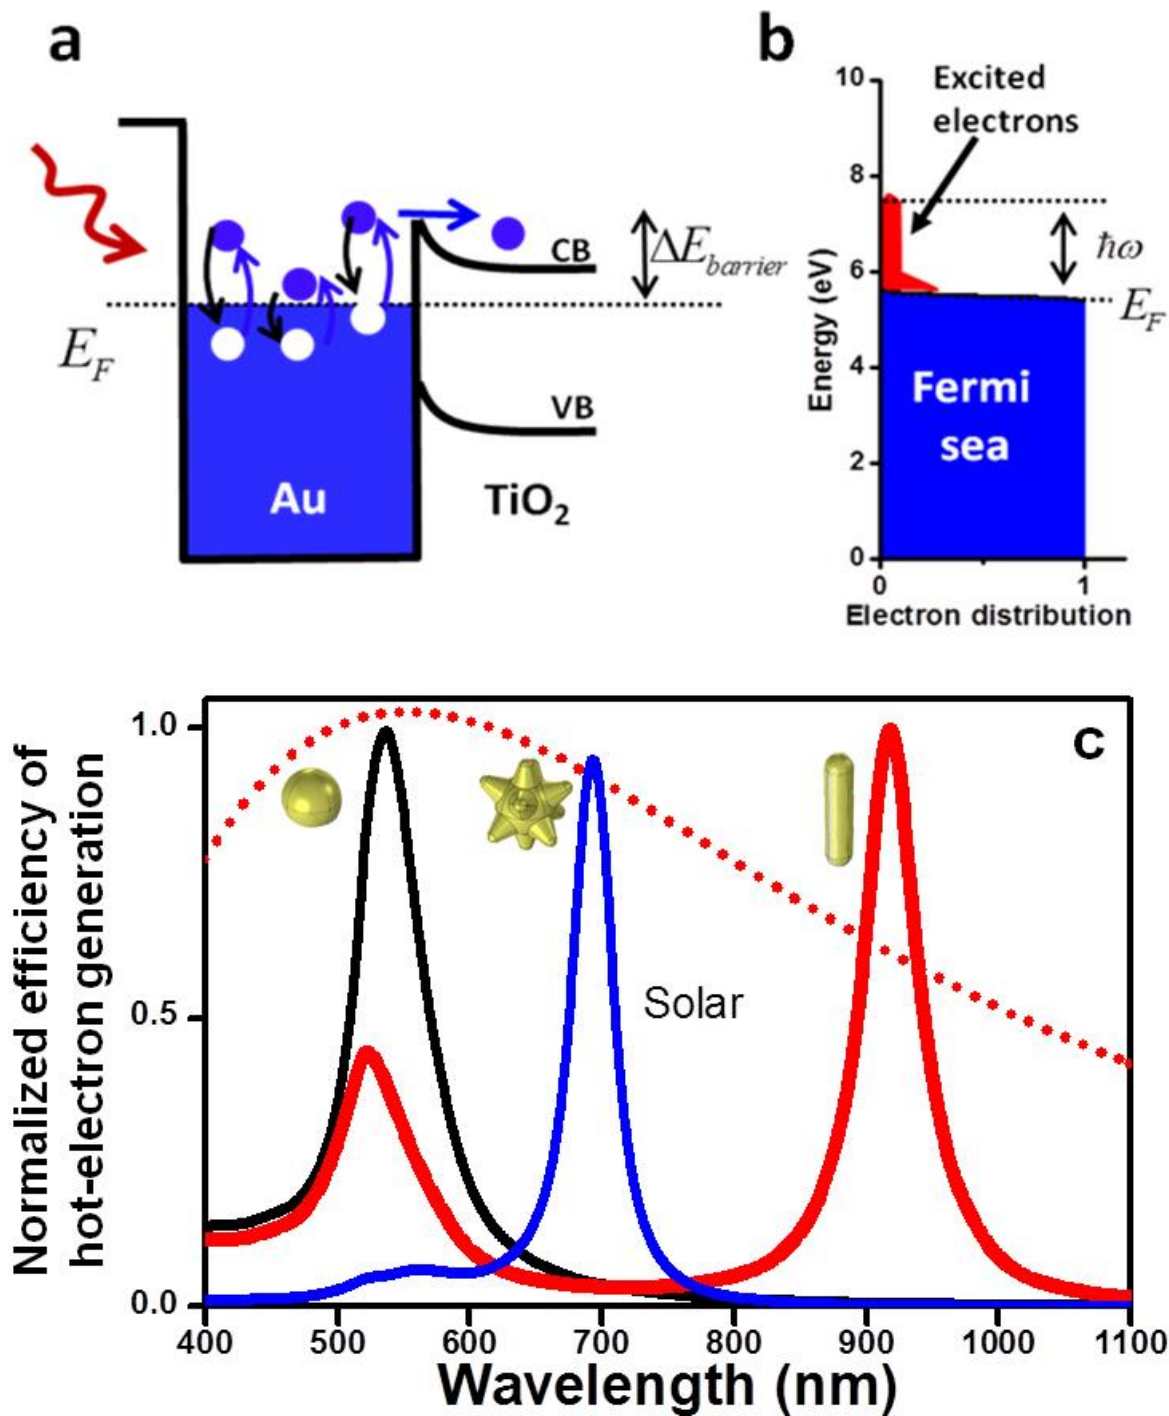 a
E_F
Au
TiO₂
CB
VB
ΔE_barrier
b
10
8
6
4
2
0
Energy (eV)
Excited
electrons
ħω
E_F
Fermi
sea
0
1
Electron distribution
c
Normalized efficiency of
hot-electron generation
1.0
0.5
0.0
Solar
400 500 600 700 800 900 1000 1100
Wavelength (nm)